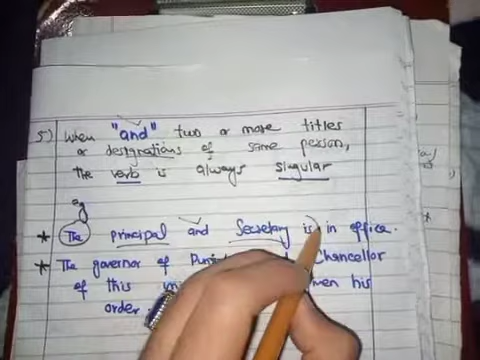 5) When "and" two or more titles
or designations of same person,
the verb is always singular
eg
* The principal and Secretary is in office.
* The governor of Chancellor
of this his
order